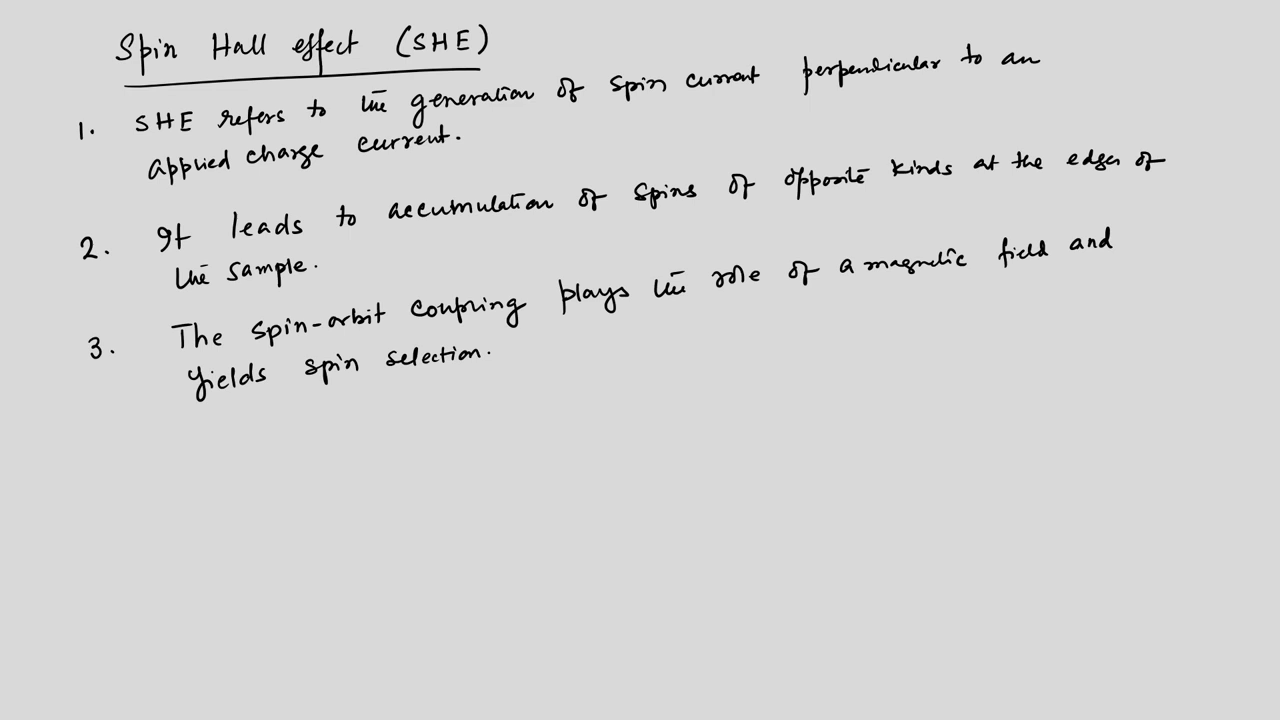 Spin Hall effect (SHE)
1. SHE refers to the generation of spin current perpendicular to an
applied charge current.
2. It leads to accumulation of spins of opposite kinds at the edges of
the sample.
3. The spin-orbit coupling plays the role of a magnetic field and
yields spin selection.